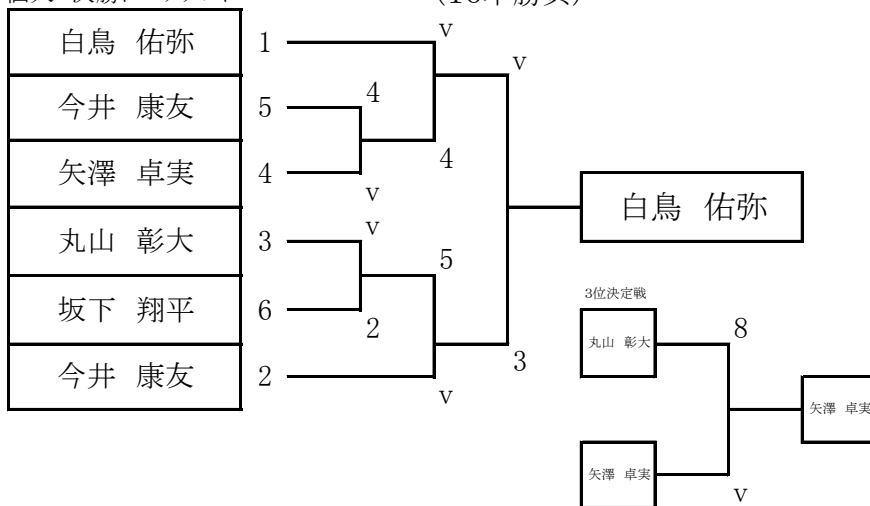 白鳥 佑弥 1 v
v
今井 康友 5 4
4
矢澤 卓実 4 v
白鳥 佑弥
丸山 彰大 3 v
5
3位決定戦
坂下 翔平 6 2
丸山 彰大 8
3
今井 康友 2 v
矢澤 卓実
矢澤 卓実 v